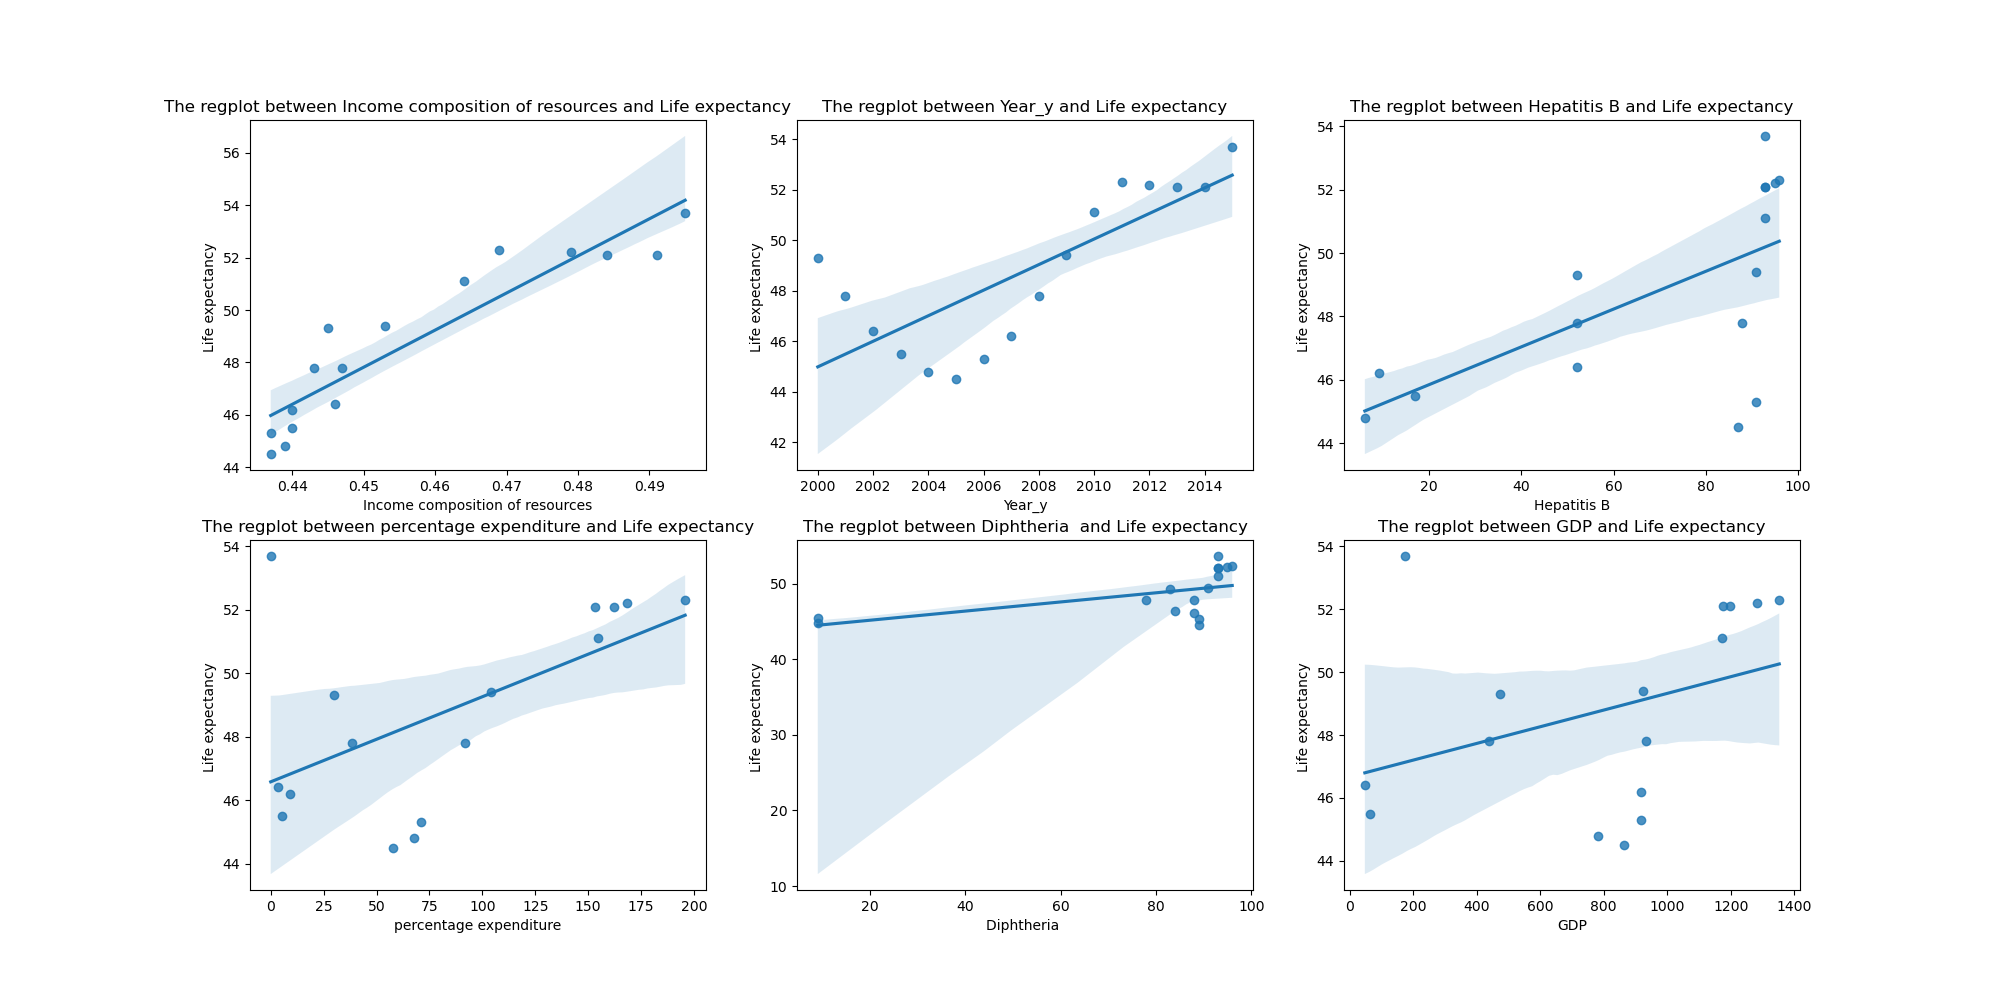 The regplot between Income composition of resources and Life expectancy
56
54
52
50
48
46
44
Life expectancy
0.44 0.45 0.46 0.47 0.48 0.49
Income composition of resources
The regplot between Year_y and Life expectancy
54
52
50
48
46
44
42
Life expectancy
2000 2002 2004 2006 2008 2010 2012 2014
Year_y
The regplot between Hepatitis B and Life expectancy
54
52
50
48
46
44
Life expectancy
20 40 60 80 100
Hepatitis B
The regplot between percentage expenditure and Life expectancy
54
52
50
48
46
44
Life expectancy
0 25 50 75 100 125 150 175 200
percentage expenditure
The regplot between Diphtheria  and Life expectancy
50
40
30
20
10
Life expectancy
20 40 60 80 100
Diphtheria
The regplot between GDP and Life expectancy
54
52
50
48
46
44
Life expectancy
0 200 400 600 800 1000 1200 1400
GDP